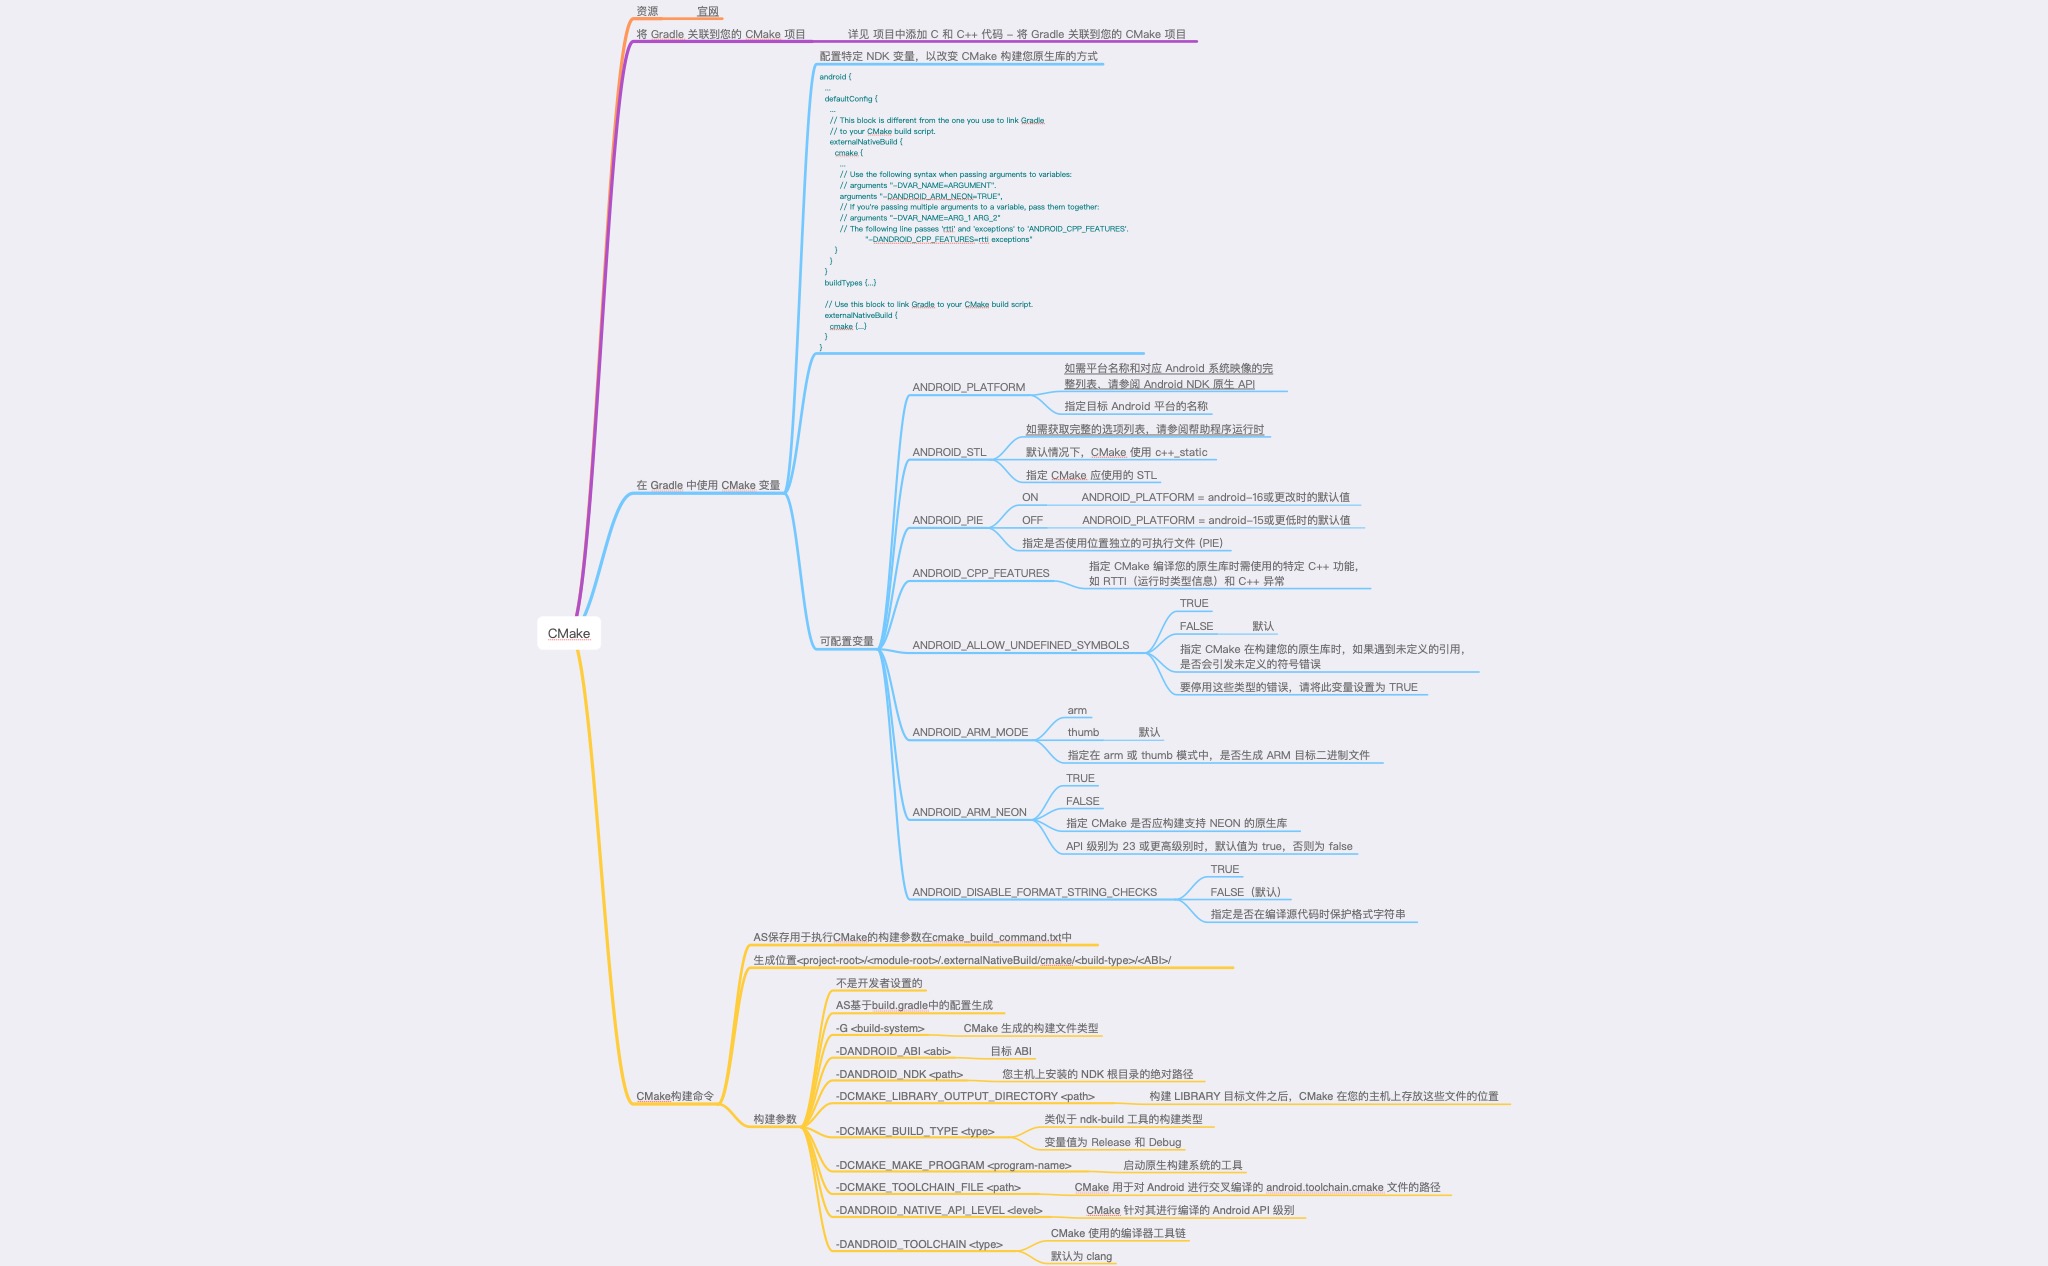 资源
官网
将 Gradle 关联到您的 CMake 项目
详见 项目中添加 C 和 C++ 代码 - 将 Gradle 关联到您的 CMake 项目
配置特定 NDK 变量，以改变 CMake 构建您原生库的方式
android {
...
defaultConfig {
...
// This block is different from the one you use to link Gradle
// to your CMake build script.
externalNativeBuild {
cmake {
...
// Use the following syntax when passing arguments to variables:
// arguments "-DVAR_NAME=ARGUMENT".
arguments "-DANDROID_ARM_NEON=TRUE",
// If you're passing multiple arguments to a variable, pass them together:
// arguments "-DVAR_NAME=ARG_1 ARG_2"
// The following line passes 'rtti' and 'exceptions' to 'ANDROID_CPP_FEATURES'.
"-DANDROID_CPP_FEATURES=rtti exceptions"
}
}
}
buildTypes {...}
// Use this block to link Gradle to your CMake build script.
externalNativeBuild {
cmake {...}
}
}
在 Gradle 中使用 CMake 变量
可配置变量
ANDROID_PLATFORM
如需平台名称和对应 Android 系统映像的完
整列表、请参阅 Android NDK 原生 API
指定目标 Android 平台的名称
ANDROID_STL
如需获取完整的选项列表，请参阅帮助程序运行时
默认情况下，CMake 使用 c++_static
指定 CMake 应使用的 STL
ANDROID_PIE
ON
ANDROID_PLATFORM = android-16或更改时的默认值
OFF
ANDROID_PLATFORM = android-15或更低时的默认值
指定是否使用位置独立的可执行文件 (PIE)
ANDROID_CPP_FEATURES
指定 CMake 编译您的原生库时需使用的特定 C++ 功能，
如 RTTI（运行时类型信息）和 C++ 异常
ANDROID_ALLOW_UNDEFINED_SYMBOLS
TRUE
FALSE
默认
指定 CMake 在构建您的原生库时，如果遇到未定义的引用，
是否会引发未定义的符号错误
要停用这些类型的错误，请将此变量设置为 TRUE
ANDROID_ARM_MODE
arm
thumb
默认
指定在 arm 或 thumb 模式中，是否生成 ARM 目标二进制文件
ANDROID_ARM_NEON
TRUE
FALSE
指定 CMake 是否应构建支持 NEON 的原生库
API 级别为 23 或更高级别时，默认值为 true，否则为 false
ANDROID_DISABLE_FORMAT_STRING_CHECKS
TRUE
FALSE（默认）
指定是否在编译源代码时保护格式字符串
CMake
CMake构建命令
AS保存用于执行CMake的构建参数在cmake_build_command.txt中
生成位置<project-root>/<module-root>/.externalNativeBuild/cmake/<build-type>/<ABI>/
构建参数
不是开发者设置的
AS基于build.gradle中的配置生成
-G <build-system>
CMake 生成的构建文件类型
-DANDROID_ABI <abi>
目标 ABI
-DANDROID_NDK <path>
您主机上安装的 NDK 根目录的绝对路径
-DCMAKE_LIBRARY_OUTPUT_DIRECTORY <path>
构建 LIBRARY 目标文件之后，CMake 在您的主机上存放这些文件的位置
-DCMAKE_BUILD_TYPE <type>
类似于 ndk-build 工具的构建类型
变量值为 Release 和 Debug
-DCMAKE_MAKE_PROGRAM <program-name>
启动原生构建系统的工具
-DCMAKE_TOOLCHAIN_FILE <path>
CMake 用于对 Android 进行交叉编译的 android.toolchain.cmake 文件的路径
-DANDROID_NATIVE_API_LEVEL <level>
CMake 针对其进行编译的 Android API 级别
-DANDROID_TOOLCHAIN <type>
CMake 使用的编译器工具链
默认为 clang